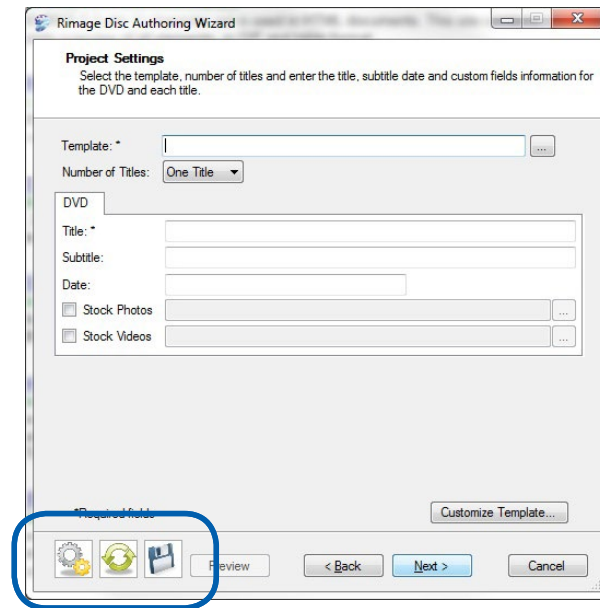 Rimage Disc Authoring Wizard
Project Settings
Select the template, number of titles and enter the title, subtitle date and custom fields information for
the DVD and each title.
Template: *
...
Number of Titles: One Title
DVD
Title: *
Subtitle:
Date:
Stock Photos ...
Stock Videos ...
*Required fields
Customize Template...
Preview < Back Next > Cancel